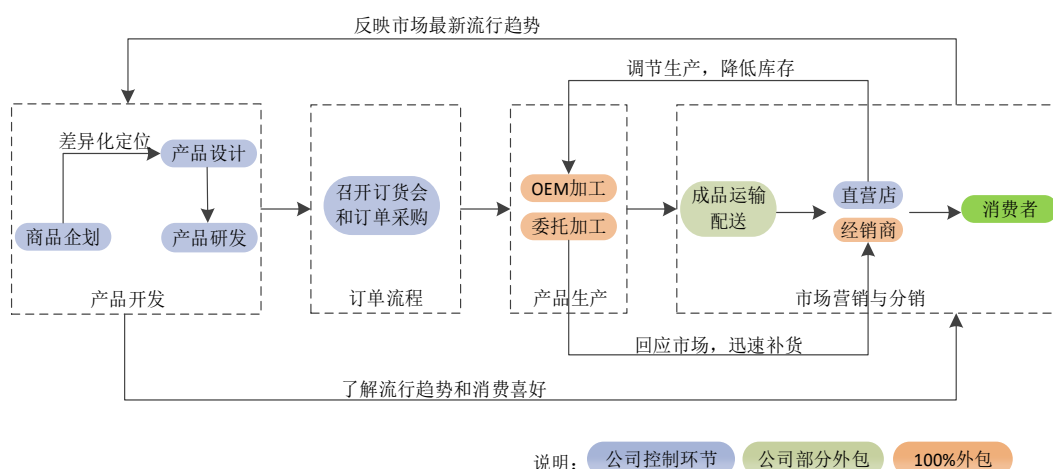 反映市场最新流行趋势
调节生产，降低库存
差异化定位
产品设计
商品企划
产品研发
产品开发
召开订货会
和订单采购
订单流程
OEM加工
委托加工
产品生产
成品运输
配送
直营店
经销商
消费者
市场营销与分销
回应市场，迅速补货
了解流行趋势和消费喜好
说明：
公司控制环节
公司部分外包
100%外包